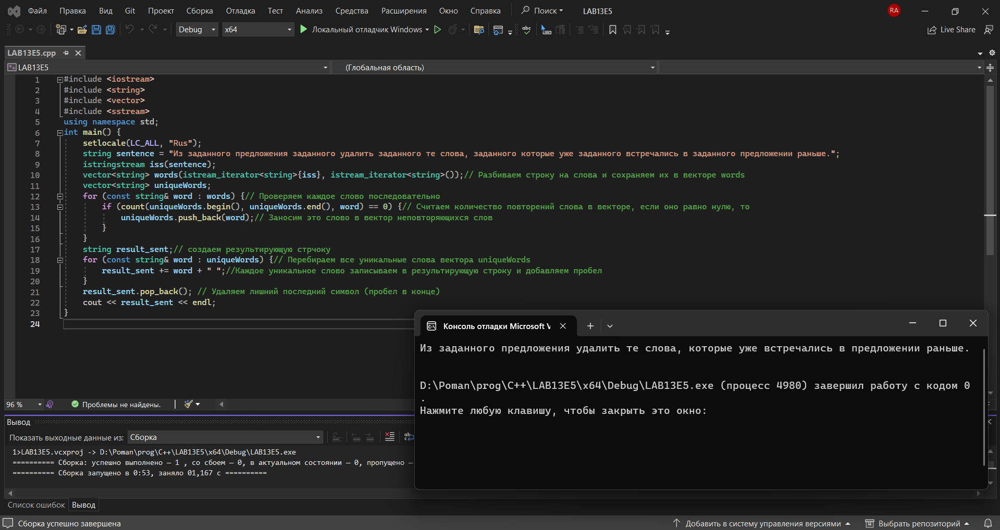 Файл Правка Вид Git Проект Сборка Отладка Тест Анализ Средства Расширения Окно Справка Поиск LAB13E5 RA
Debug x64 Локальный отладчик Windows Live Share
LAB13E5.cpp
LAB13E5 (Глобальная область)
1 #include <iostream>
2 #include <string>
3 #include <vector>
4 #include <sstream>
5 using namespace std;
6 int main() {
7 setlocale(LC_ALL, "Rus");
8 string sentence = "Из заданного предложения заданного удалить заданного те слова, заданного которые уже заданного встречались в заданного предложении раньше.";
9 istringstream iss(sentence);
10 vector<string> words(istream_iterator<string>{iss}, istream_iterator<string>());// Разбиваем строку на слова и сохраняем их в векторе words
11 vector<string> uniqueWords;
12 for (const string& word : words) {// Проверяем каждое слово последовательно
13 if (count(uniqueWords.begin(), uniqueWords.end(), word) == 0) {// Считаем количество повторений слова в векторе, если оно равно нулю, то
14 uniqueWords.push_back(word);// Заносим это слово в вектор неповторяющихся слов
15 }
16 }
17 string result_sent;// создаем результирующую стрчоку
18 for (const string& word : uniqueWords) {// Перебираем все уникальные слова вектора uniqueWords
19 result_sent += word + " ";//Каждое уникальное слово записываем в результирующую строку и добавляем пробел
20 }
21 result_sent.pop_back(); // Удаляем лишний последний символ (пробел в конце)
22 cout << result_sent << endl;
23 }
24
Консоль отладки Microsoft V
Из заданного предложения удалить те слова, которые уже встречались в предложении раньше.
D:\Poman\prog\C++\LAB13E5\x64\Debug\LAB13E5.exe (процесс 4980) завершил работу с кодом 0
.
Нажмите любую клавишу, чтобы закрыть это окно:
96 % Проблемы не найдены.
Вывод
Показать выходные данные из: Сборка
1>LAB13E5.vcxproj -> D:\Poman\prog\C++\LAB13E5\x64\Debug\LAB13E5.exe
========== Сборка: успешно выполнено — 1 , со сбоем — 0, в актуальном состоянии — 0, пропущено —
========== Сборка запущено в 0:53, заняло 01,167 с ==========
Список ошибок Вывод
Сборка успешно завершена Добавить в систему управления версиями Выбрать репозиторий